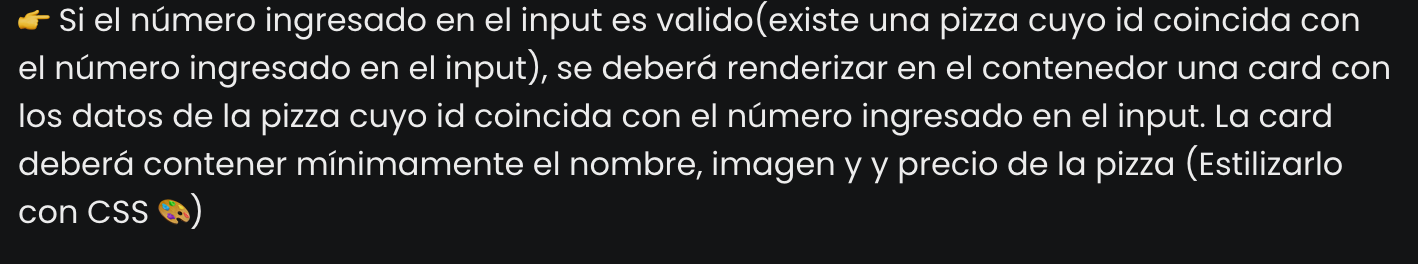 👉 Si el número ingresado en el input es valido(existe una pizza cuyo id coincida con
el número ingresado en el input), se deberá renderizar en el contenedor una card con
los datos de la pizza cuyo id coincida con el número ingresado en el input. La card
deberá contener mínimamente el nombre, imagen y y precio de la pizza (Estilizarlo
con CSS 🎨)